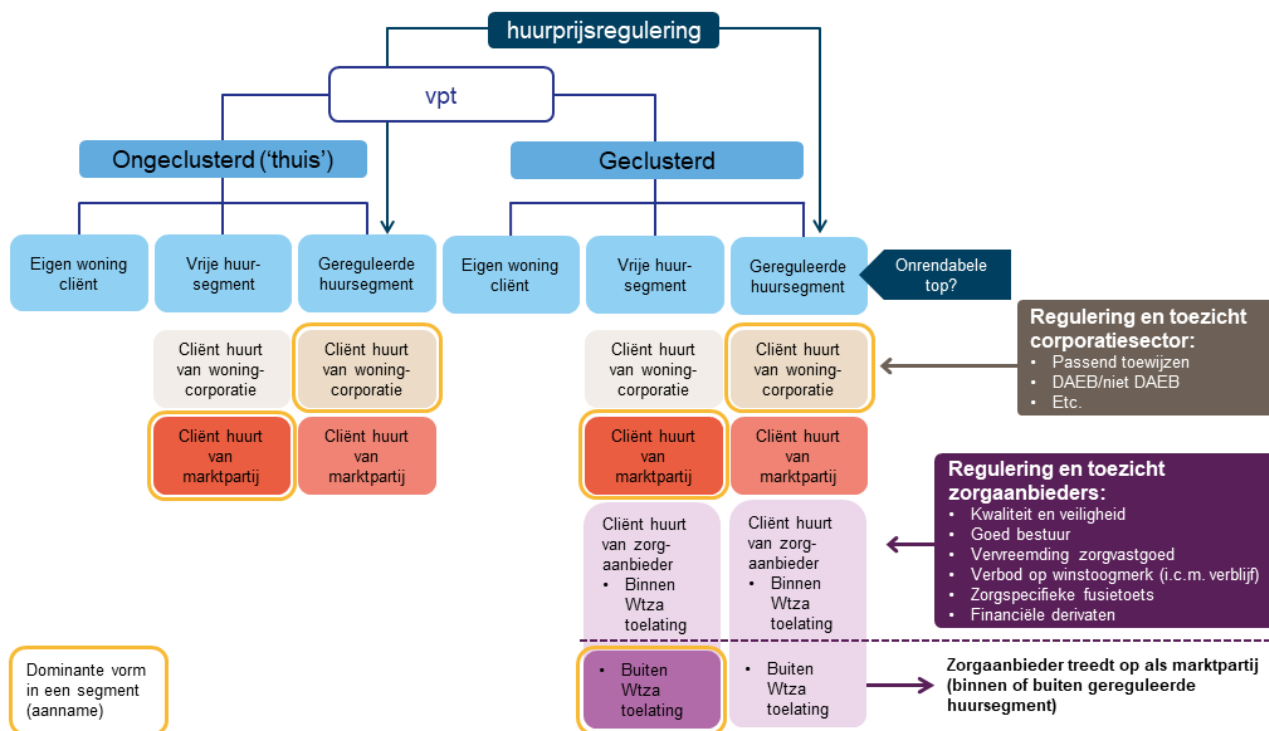 huurprijsregulering
vpt
Ongeclusterd (‘thuis’)
Geclusterd
Eigen woning
cliënt
Vrije huur-
segment
Gereguleerde
huursegment
Eigen woning
cliënt
Vrije huur-
segment
Gereguleerde
huursegment
Onrendabele
top?
Cliënt huurt
van woning-
corporatie
Cliënt huurt
van woning-
corporatie
Cliënt huurt
van woning-
corporatie
Cliënt huurt
van woning-
corporatie
Regulering en toezicht
corporatiesector:
• Passend toewijzen
• DAEB/niet DAEB
• Etc.
Cliënt huurt
van
marktpartij
Cliënt huurt
van
marktpartij
Cliënt huurt
van
marktpartij
Cliënt huurt
van
marktpartij
Cliënt huurt
van zorg-
aanbieder
• Binnen
Wtza
toelating
Cliënt huurt
van zorg-
aanbieder
• Binnen
Wtza
toelating
Regulering en toezicht
zorgaanbieders:
• Kwaliteit en veiligheid
• Goed bestuur
• Vervreemding zorgvastgoed
• Verbod op winstoogmerk (i.c.m. verblijf)
• Zorgspecifieke fusietoets
• Financiële derivaten
Dominante vorm
in een segment
(aanname)
• Buiten
Wtza
toelating
• Buiten
Wtza
toelating
Zorgaanbieder treedt op als marktpartij
(binnen of buiten gereguleerde
huursegment)